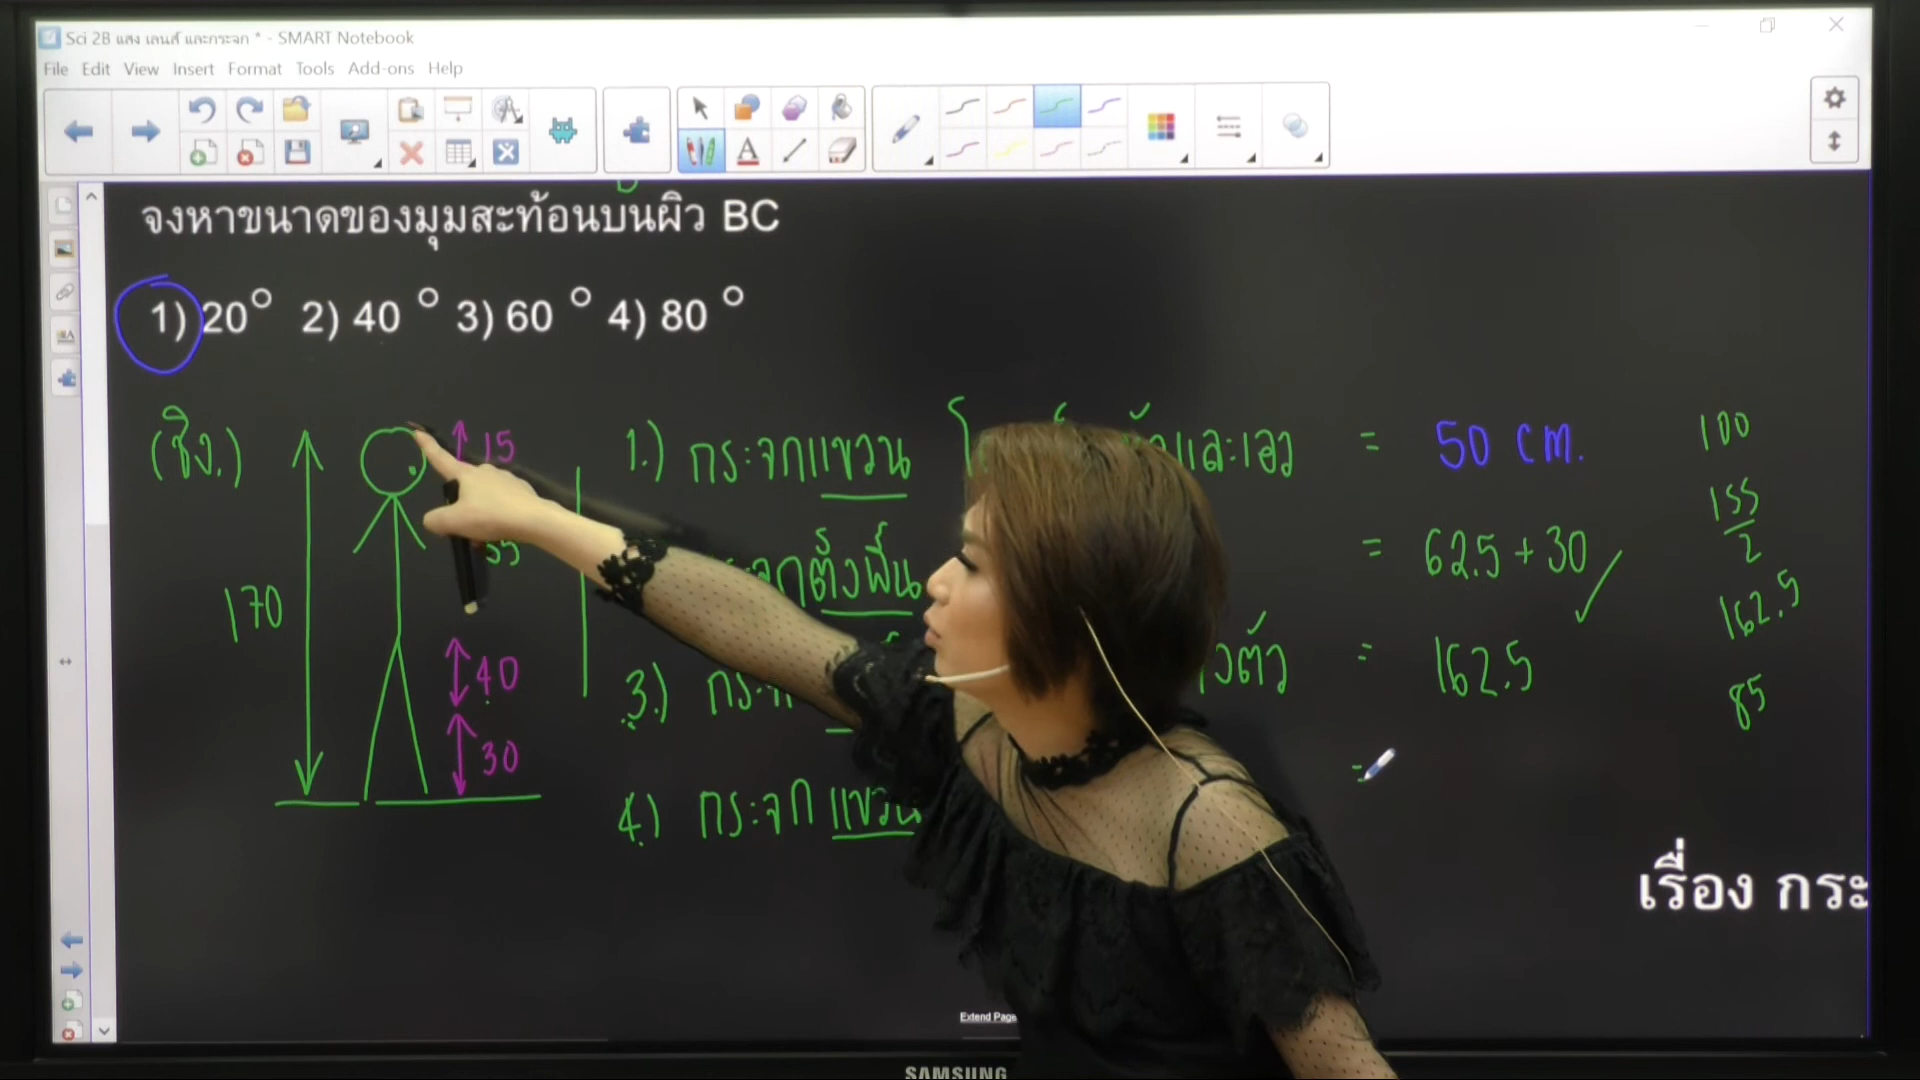 Sci 2B แสง เลนส์ และกระจก * - SMART Notebook
File Edit View Insert Format Tools Add-ons Help
จงหาขนาดของมุมสะท้อนบนผิว BC
1) 20° 2) 40° 3) 60° 4) 80°
(ชิง.)
170
15
40
30
1.) กระจกแขวน และเอว = 50 cm.
ตั้งพื้น = 62.5 + 30
3.) = 162.5
4.) กระจกแขวน =
100
155
2
162.5
85
เรื่อง กระ
Extend Page
SAMSUNG